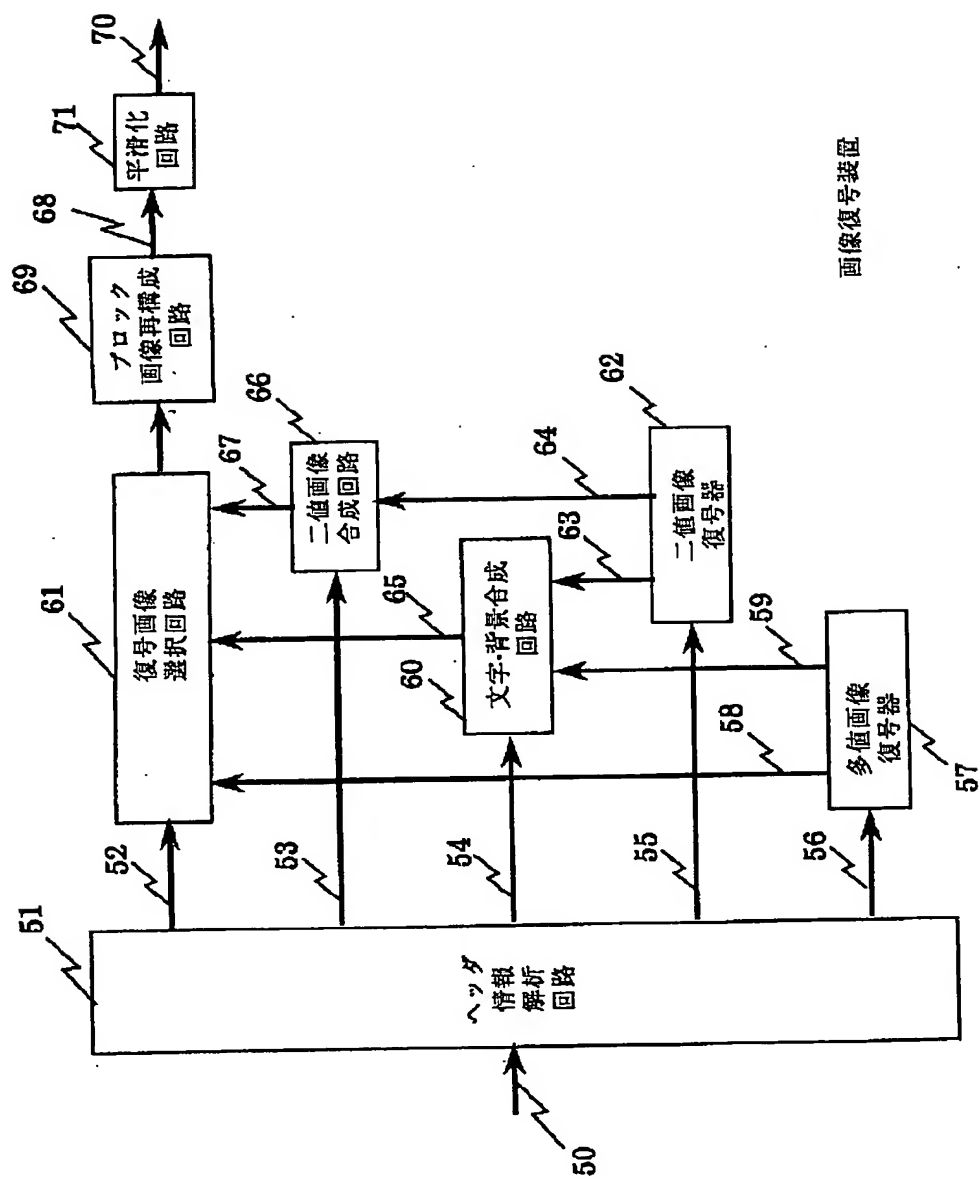 50
51
ヘッダ
情報
解析
回路
52
53
54
55
56
61
復号画像
選択回路
58
60
文字・背景合成
回路
65
59
57
多値画像
復号器
67
66
二値画像
合成回路
63
64
62
二値画像
復号器
69
ブロック
画像再構成
回路
68
71
平滑化
回路
70
画像復号装置